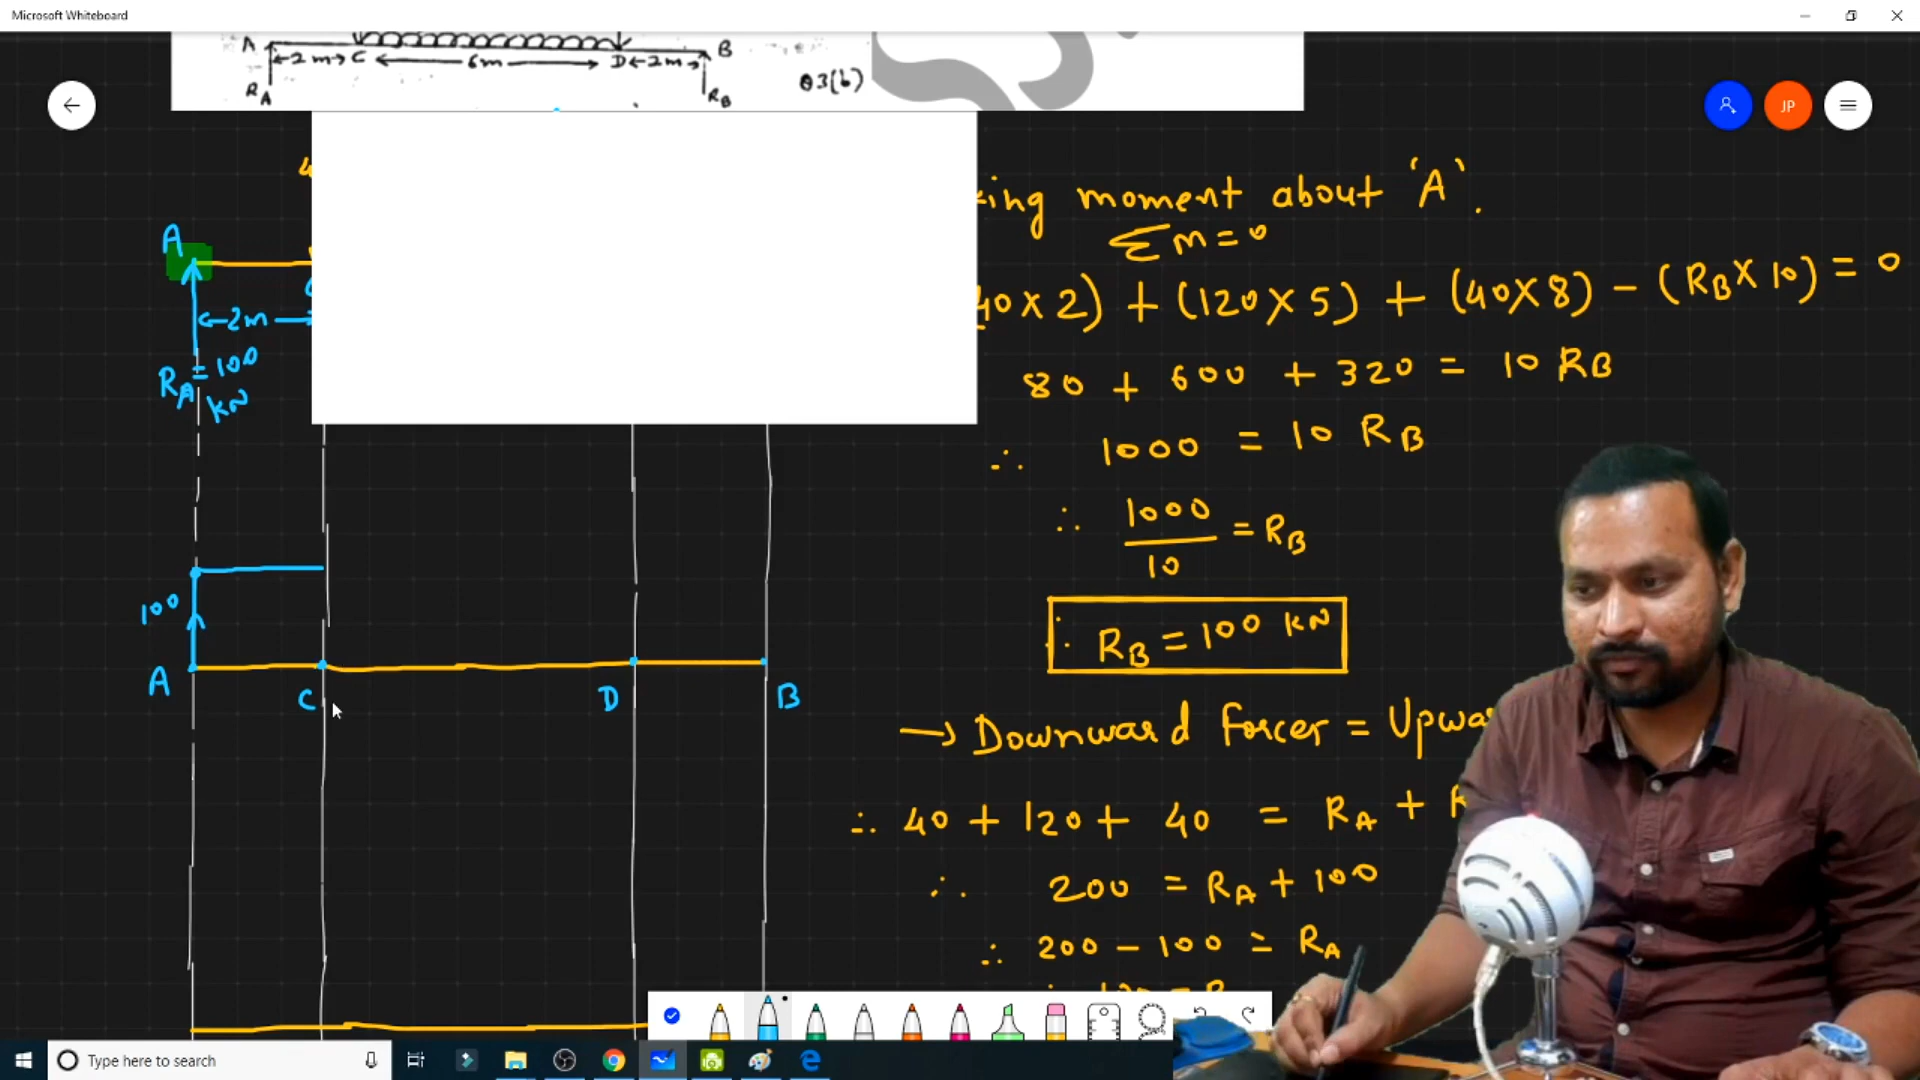 Microsoft Whiteboard
A 2m C 6m D 2m B
RA RB
Q3(b)
JP
A
2m
RA = 100
kN
king moment about 'A'.
Σm = 0
40 × 2) + (120 × 5) + (40 × 8) - (RB × 10) = 0
80 + 600 + 320 = 10 RB
∴ 1000 = 10 RB
∴ 1000/10 = RB
∴ RB = 100 kN
100
A C D B
→ Downward Forces = Upwa
∴ 40 + 120 + 40 = RA +
∴ 200 = RA + 100
∴ 200 - 100 = RA
Type here to search